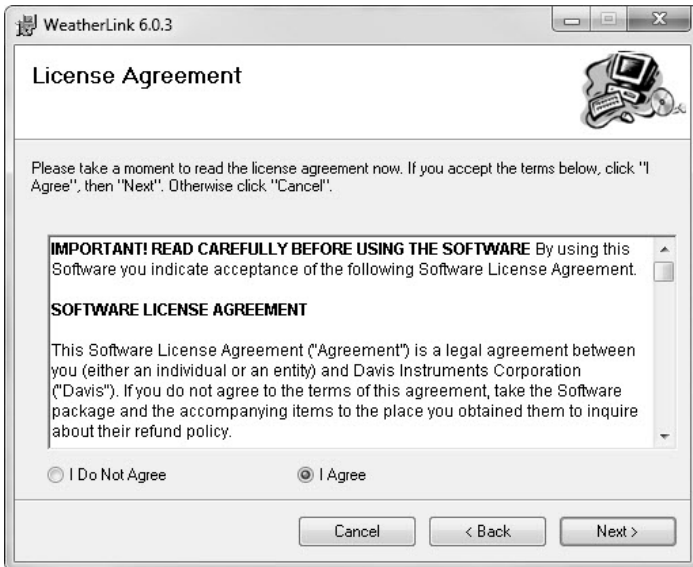 WeatherLink 6.0.3
License Agreement
Please take a moment to read the license agreement now. If you accept the terms below, click "I
Agree", then "Next". Otherwise click "Cancel".
IMPORTANT! READ CAREFULLY BEFORE USING THE SOFTWARE By using this
Software you indicate acceptance of the following Software License Agreement.
SOFTWARE LICENSE AGREEMENT
This Software License Agreement ("Agreement") is a legal agreement between
you (either an individual or an entity) and Davis Instruments Corporation
("Davis"). If you do not agree to the terms of this agreement, take the Software
package and the accompanying items to the place you obtained them to inquire
about their refund policy.
I Do Not Agree
I Agree
Cancel
< Back
Next >